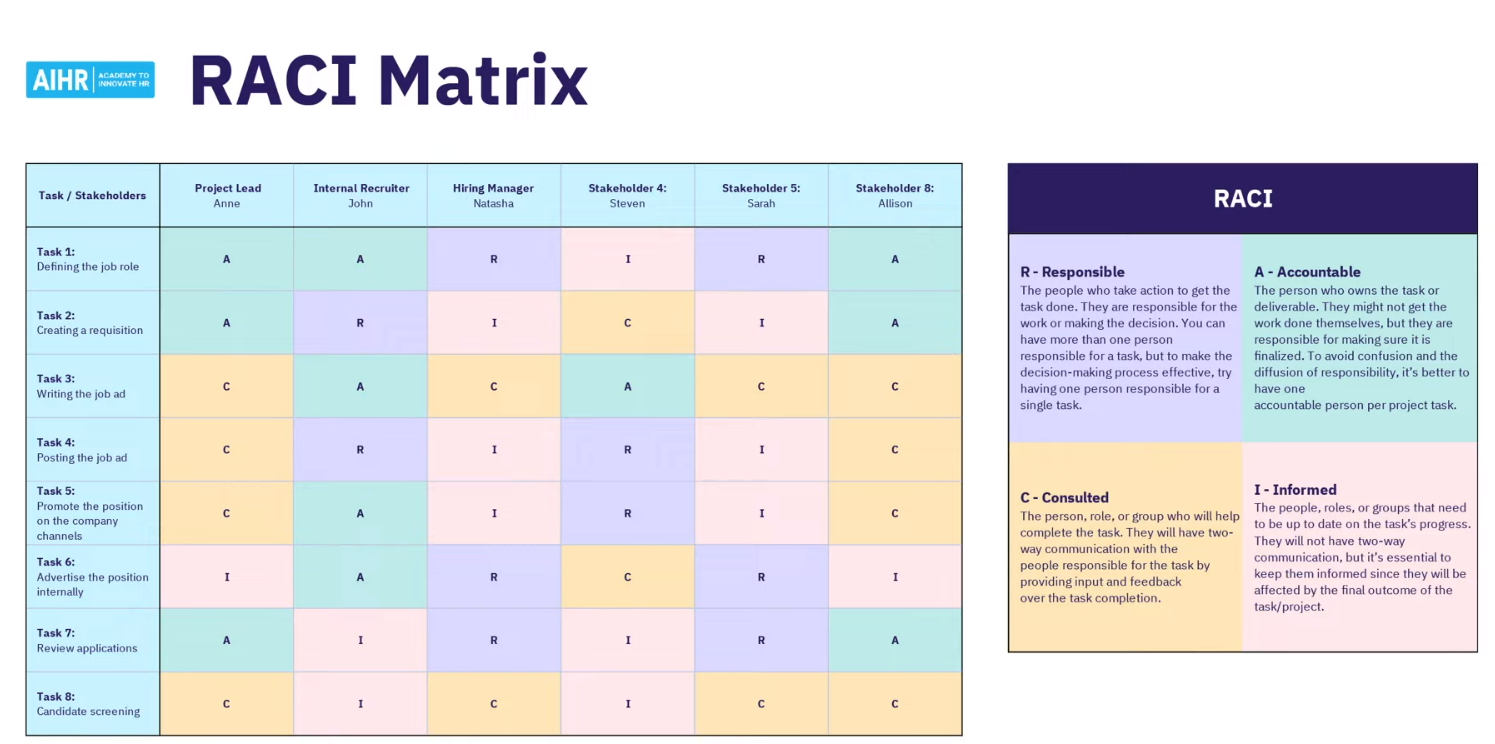 AIHR
ACADEMY TO
INNOVATE HR
RACI Matrix
Task / Stakeholders
Project Lead
Anne
Internal Recruiter
John
Hiring Manager
Natasha
Stakeholder 4:
Steven
Stakeholder 5:
Sarah
Stakeholder 8:
Allison
Task 1:
Defining the job role
A A R I R A
Task 2:
Creating a requisition
A R I C I A
Task 3:
Writing the job ad
C A C A C C
Task 4:
Posting the job ad
C R I R I C
Task 5:
Promote the position
on the company
channels
C A I R I C
Task 6:
Advertise the position
internally
I A R C R I
Task 7:
Review applications
A I R I R A
Task 8:
Candidate screening
C I C I C C
RACI
R - Responsible
The people who take action to get the
task done. They are responsible for the
work or making the decision. You can
have more than one person
responsible for a task, but to make the
decision-making process effective, try
having one person responsible for a
single task.
A - Accountable
The person who owns the task or
deliverable. They might not get the
work done themselves, but they are
responsible for making sure it is
finalized. To avoid confusion and the
diffusion of responsibility, it's better to
have one
accountable person per project task.
C - Consulted
The person, role, or group who will help
complete the task. They will have two-
way communication with the
people responsible for the task by
providing input and feedback
over the task completion.
I - Informed
The people, roles, or groups that need
to be up to date on the task's progress.
They will not have two-way
communication, but it's essential to
keep them informed since they will be
affected by the final outcome of the
task/project.